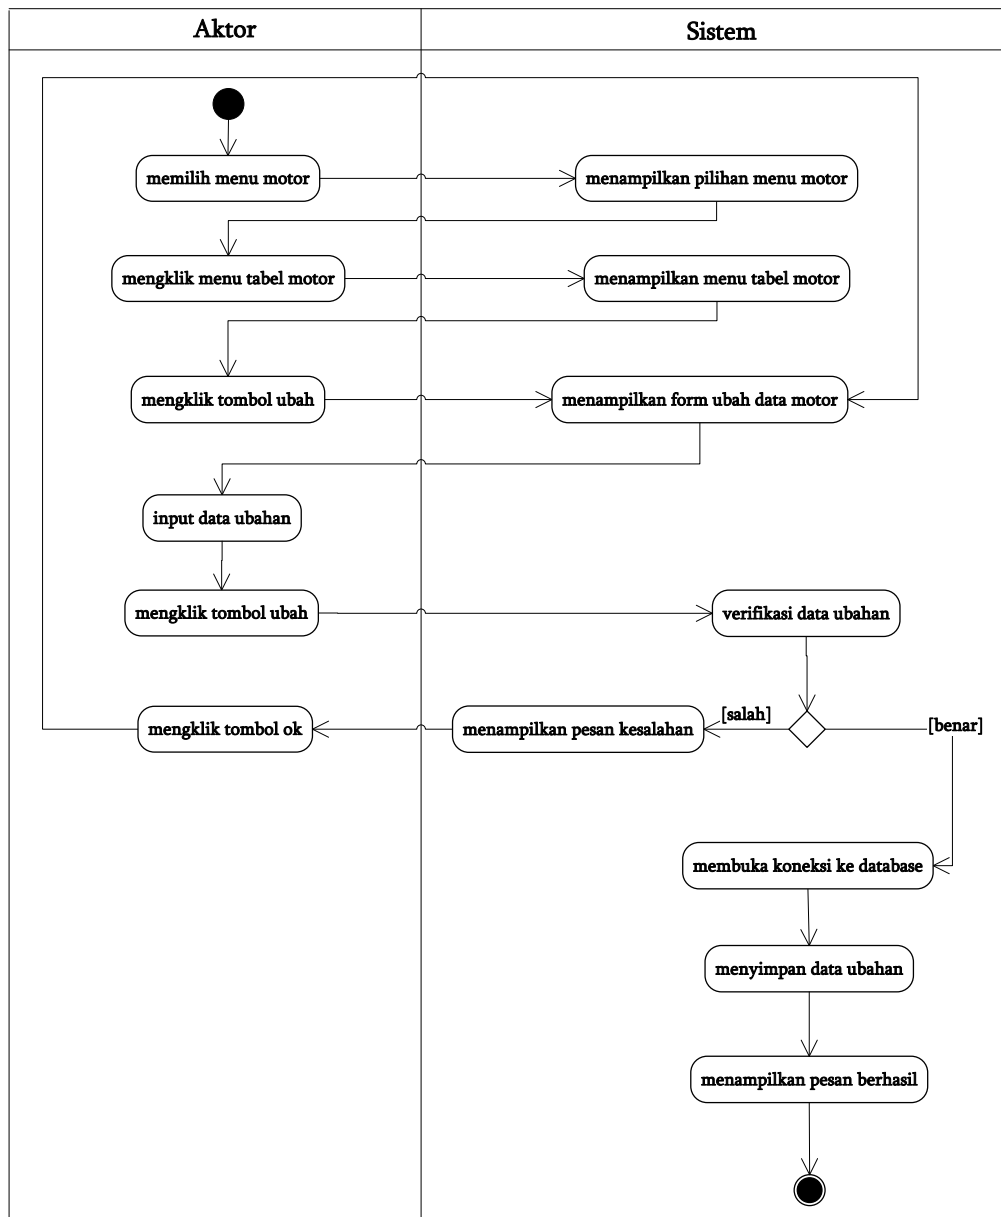 Aktor
Sistem
memilih menu motor
menampilkan pilihan menu motor
mengklik menu tabel motor
menampilkan menu tabel motor
mengklik tombol ubah
menampilkan form ubah data motor
input data ubahan
mengklik tombol ubah
verifikasi data ubahan
mengklik tombol ok
menampilkan pesan kesalahan
[salah]
[benar]
membuka koneksi ke database
menyimpan data ubahan
menampilkan pesan berhasil